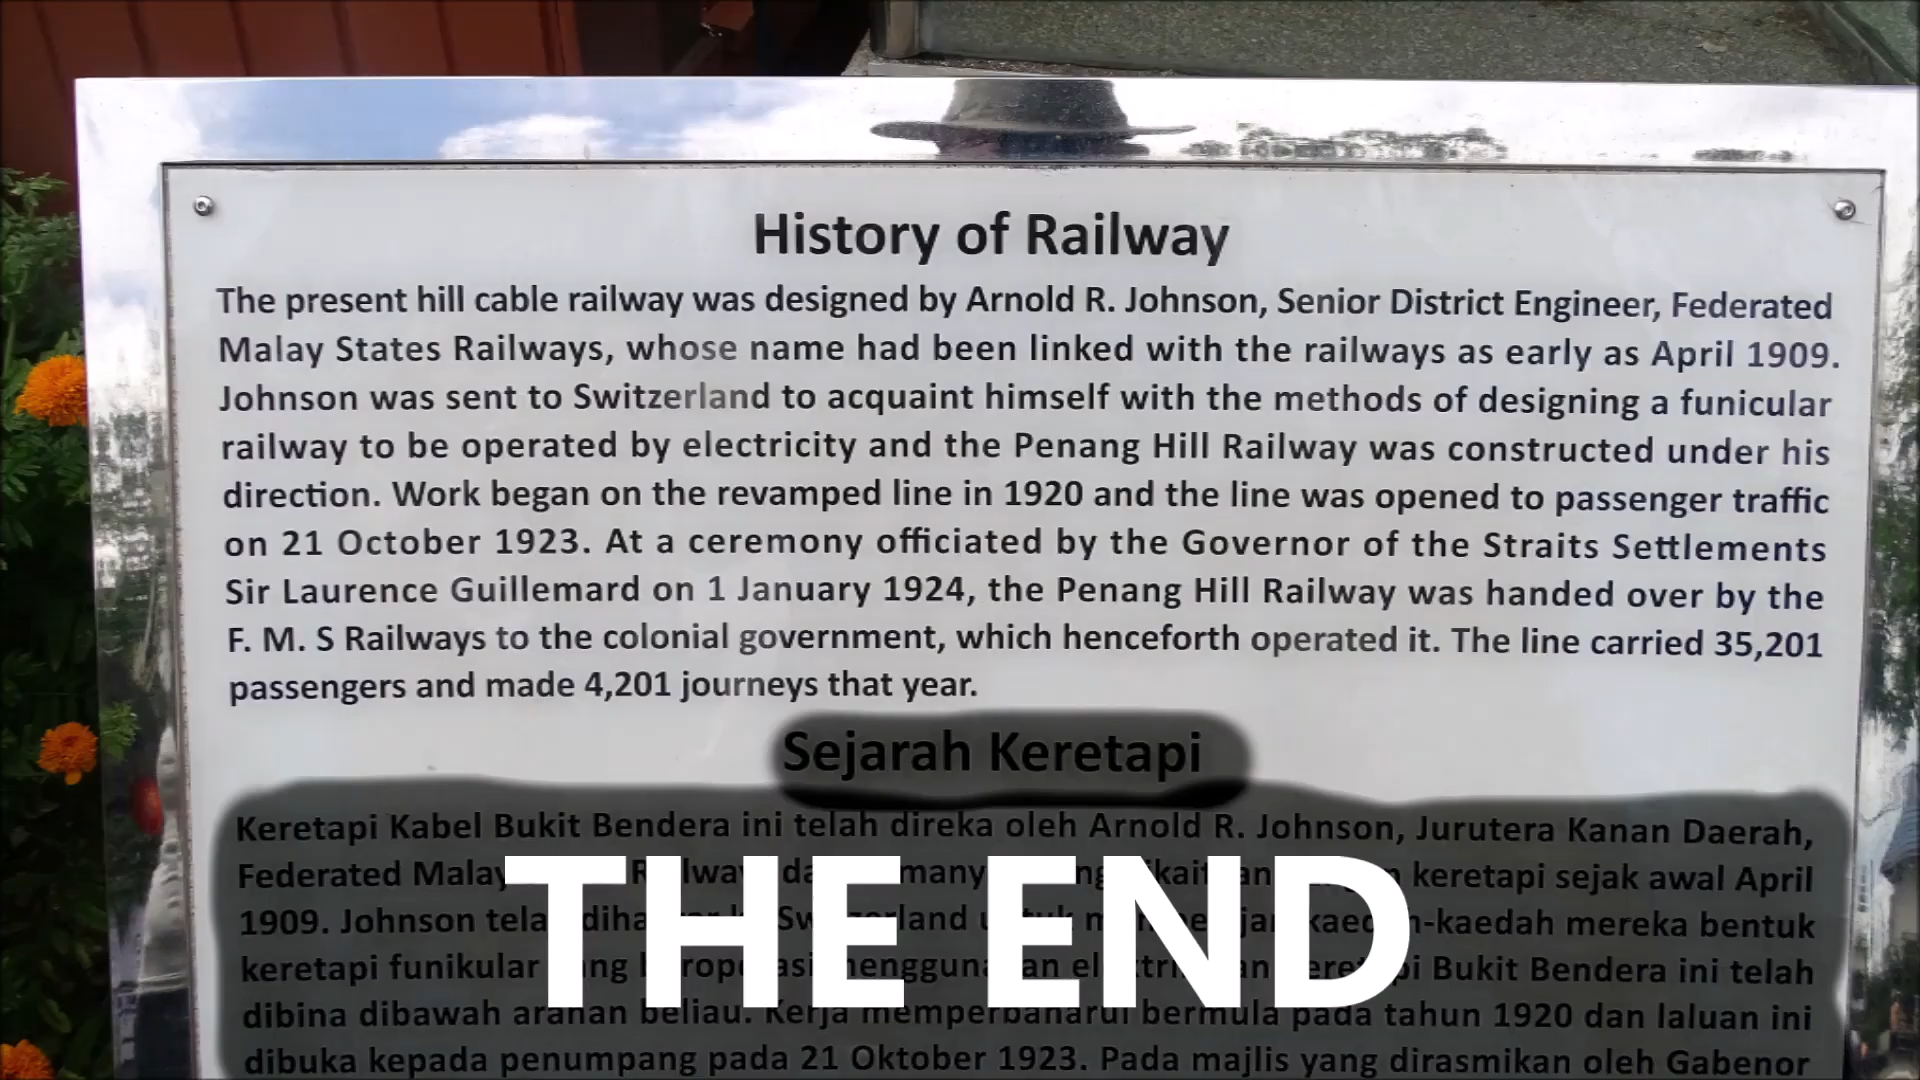 History of Railway
The present hill cable railway was designed by Arnold R. Johnson, Senior District Engineer, Federated
Malay States Railways, whose name had been linked with the railways as early as April 1909.
Johnson was sent to Switzerland to acquaint himself with the methods of designing a funicular
railway to be operated by electricity and the Penang Hill Railway was constructed under his
direction. Work began on the revamped line in 1920 and the line was opened to passenger traffic
on 21 October 1923. At a ceremony officiated by the Governor of the Straits Settlements
Sir Laurence Guillemard on 1 January 1924, the Penang Hill Railway was handed over by the
F. M. S Railways to the colonial government, which henceforth operated it. The line carried 35,201
passengers and made 4,201 journeys that year.
Sejarah Keretapi
Keretapi Kabel Bukit Bendera ini telah direka oleh Arnold R. Johnson, Jurutera Kanan Daerah,
Federated Malay keretapi sejak awal April
1909. Johnson mereka bentuk
keretapi funikular Bukit Bendera ini telah
dibina dibawah arahan beliau. Kerja memperbaharui bermula pada tahun 1920 dan laluan ini
dibuka kepada penumpang pada 21 Oktober 1923. Pada majlis yang dirasmikan oleh Gabenor
THE END